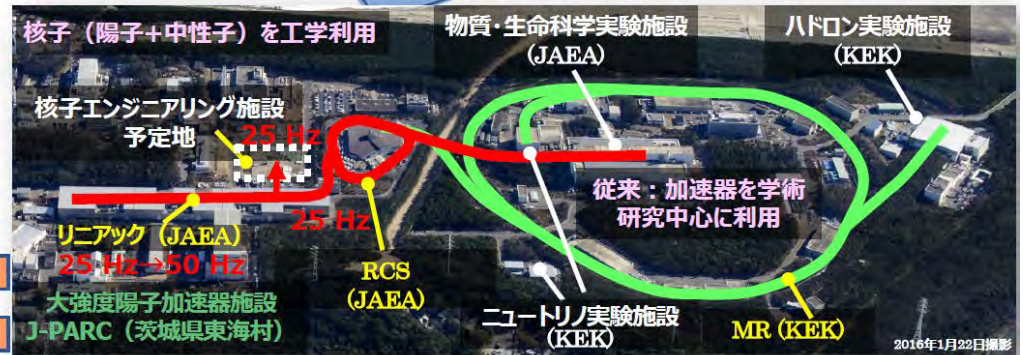 核子（陽子+中性子）を工学利用
物質・生命科学実験施設
(JAEA)
ハドロン実験施設
(KEK)
核子エンジニアリング施設
予定地
25 Hz
従来：加速器を学術
研究中心に利用
25 Hz
リニアック（JAEA）
25 Hz→50 Hz
RCS
(JAEA)
大強度陽子加速器施設
J-PARC（茨城県東海村）
ニュートリノ実験施設
(KEK)
MR (KEK)
2016年1月22日撮影